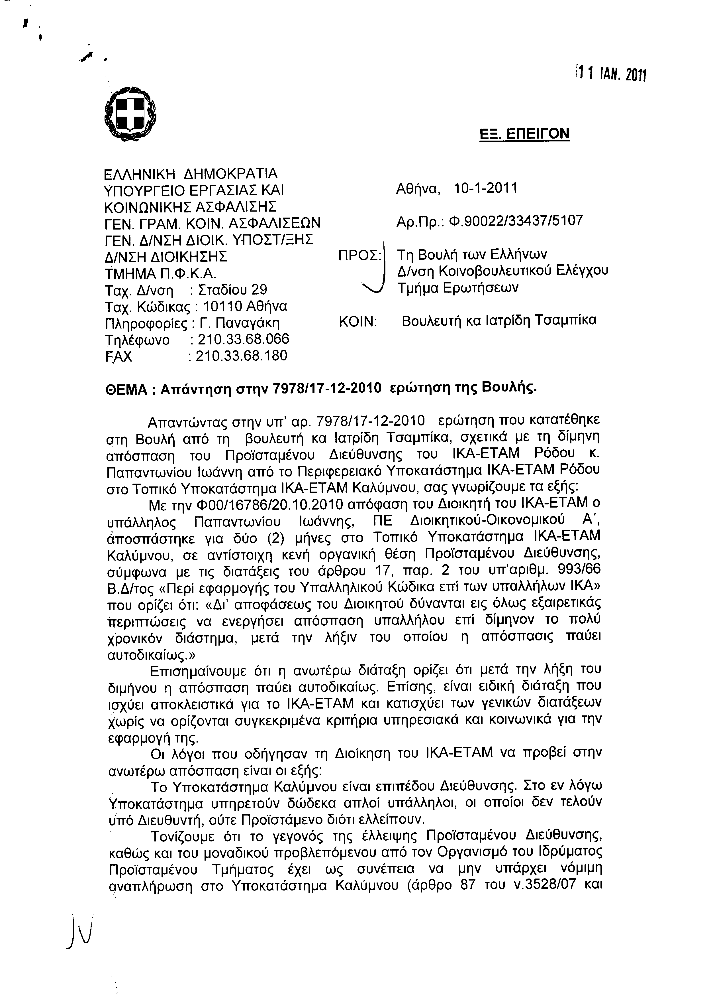 11 ΙΑΝ. 2011
ΕΞ. ΕΠΕΙΓΟΝ
ΕΛΛΗΝΙΚΗ ΔΗΜΟΚΡΑΤΙΑ
ΥΠΟΥΡΓΕΙΟ ΕΡΓΑΣΙΑΣ ΚΑΙ
ΚΟΙΝΩΝΙΚΗΣ ΑΣΦΑΛΙΣΗΣ
ΓΕΝ. ΓΡΑΜ. ΚΟΙΝ. ΑΣΦΑΛΙΣΕΩΝ
ΓΕΝ. Δ/ΝΣΗ ΔΙΟΙΚ. ΥΠΟΣΤ/ΞΗΣ
Δ/ΝΣΗ ΔΙΟΙΚΗΣΗΣ
ΤΜΗΜΑ Π.Φ.Κ.Α.
Ταχ. Δ/νση : Σταδίου 29
Ταχ. Κώδικας : 10110 Αθήνα
Πληροφορίες : Γ. Παναγάκη
Τηλέφωνο : 210.33.68.066
FAX : 210.33.68.180
Αθήνα, 10-1-2011
Αρ.Πρ.: Φ.90022/33437/5107
ΠΡΟΣ: Τη Βουλή των Ελλήνων
Δ/νση Κοινοβουλευτικού Ελέγχου
Τμήμα Ερωτήσεων
ΚΟΙΝ: Βουλευτή κα Ιατρίδη Τσαμπίκα
ΘΕΜΑ : Απάντηση στην 7978/17-12-2010 ερώτηση της Βουλής.
Απαντώντας στην υπ’ αρ. 7978/17-12-2010 ερώτηση που κατατέθηκε
στη Βουλή από τη βουλευτή κα Ιατρίδη Τσαμπίκα, σχετικά με τη δίμηνη
απόσπαση του Προϊσταμένου Διεύθυνσης του ΙΚΑ-ΕΤΑΜ Ρόδου κ.
Παπαντωνίου Ιωάννη από το Περιφερειακό Υποκατάστημα ΙΚΑ-ΕΤΑΜ Ρόδου
στο Τοπικό Υποκατάστημα ΙΚΑ-ΕΤΑΜ Καλύμνου, σας γνωρίζουμε τα εξής:
Με την Φ00/16786/20.10.2010 απόφαση του Διοικητή του ΙΚΑ-ΕΤΑΜ ο
υπάλληλος Παπαντωνίου Ιωάννης, ΠΕ Διοικητικού-Οικονομικού Α΄,
αποσπάστηκε για δύο (2) μήνες στο Τοπικό Υποκατάστημα ΙΚΑ-ΕΤΑΜ
Καλύμνου, σε αντίστοιχη κενή οργανική θέση Προϊσταμένου Διεύθυνσης,
σύμφωνα με τις διατάξεις του άρθρου 17, παρ. 2 του υπ’αριθμ. 993/66
Β.Δ/τος «Περί εφαρμογής του Υπαλληλικού Κώδικα επί των υπαλλήλων ΙΚΑ»
που ορίζει ότι: «Δι’ αποφάσεως του Διοικητού δύνανται εις όλως εξαιρετικάς
περιπτώσεις να ενεργήσει απόσπαση υπαλλήλου επί δίμηνον το πολύ
χρονικόν διάστημα, μετά την λήξιν του οποίου η απόσπασις παύει
αυτοδικαίως.»
Επισημαίνουμε ότι η ανωτέρω διάταξη ορίζει ότι μετά την λήξη του
διμήνου η απόσπαση παύει αυτοδικαίως. Επίσης, είναι ειδική διάταξη που
ισχύει αποκλειστικά για το ΙΚΑ-ΕΤΑΜ και κατισχύει των γενικών διατάξεων
χωρίς να ορίζονται συγκεκριμένα κριτήρια υπηρεσιακά και κοινωνικά για την
εφαρμογή της.
Οι λόγοι που οδήγησαν τη Διοίκηση του ΙΚΑ-ΕΤΑΜ να προβεί στην
ανωτέρω απόσπαση είναι οι εξής:
Το Υποκατάστημα Καλύμνου είναι επιπέδου Διεύθυνσης. Στο εν λόγω
Υποκατάστημα υπηρετούν δώδεκα απλοί υπάλληλοι, οι οποίοι δεν τελούν
υπό Διευθυντή, ούτε Προϊστάμενο διότι ελλείπουν.
Τονίζουμε ότι το γεγονός της έλλειψης Προϊσταμένου Διεύθυνσης,
καθώς και του μοναδικού προβλεπόμενου από τον Οργανισμό του Ιδρύματος
Προϊσταμένου Τμήματος έχει ως συνέπεια να μην υπάρχει νόμιμη
αναπλήρωση στο Υποκατάστημα Καλύμνου (άρθρο 87 του ν.3528/07 και